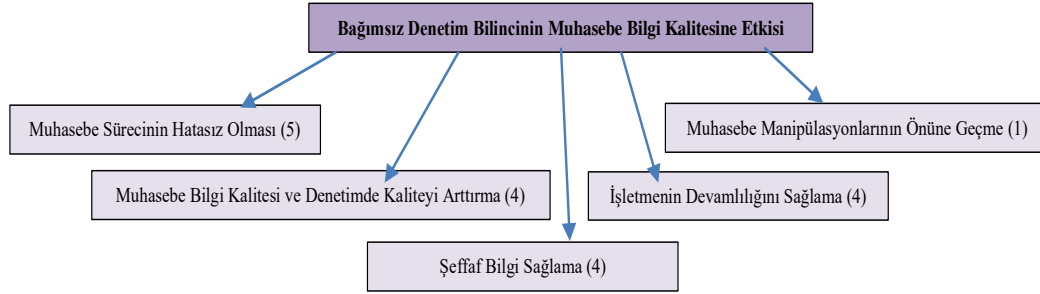 Bağımsız Denetim Bilincinin Muhasebe Bilgi Kalitesine Etkisi
Muhasebe Sürecinin Hatasız Olması (5)
Muhasebe Manipülasyonlarının Önüne Geçme (1)
Muhasebe Bilgi Kalitesi ve Denetimde Kaliteyi Arttırma (4)
İşletmenin Devamlılığını Sağlama (4)
Şeffaf Bilgi Sağlama (4)